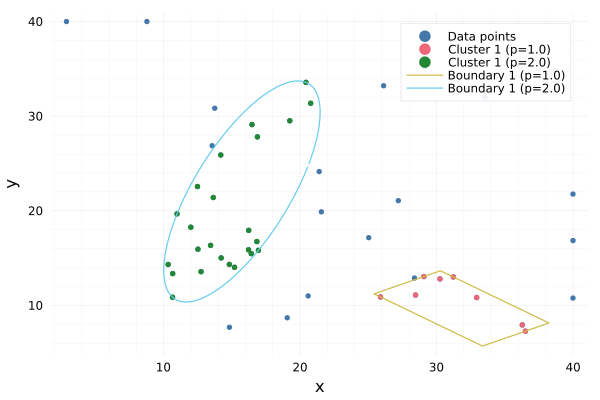 40
30
20
10
y
10
20
30
40
x
Data points
Cluster 1 (p=1.0)
Cluster 1 (p=2.0)
Boundary 1 (p=1.0)
Boundary 1 (p=2.0)